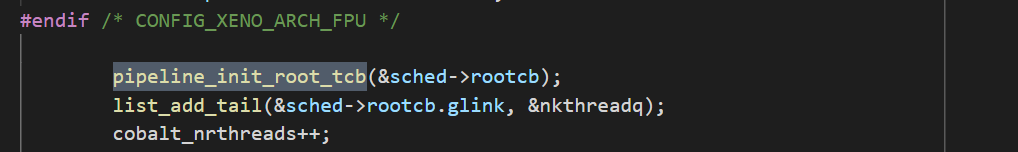 #endif /* CONFIG_XENO_ARCH_FPU */
pipeline_init_root_tcb(&sched->rootcb);
list_add_tail(&sched->rootcb.glink, &nkthreadq);
cobalt_nrthreads++;